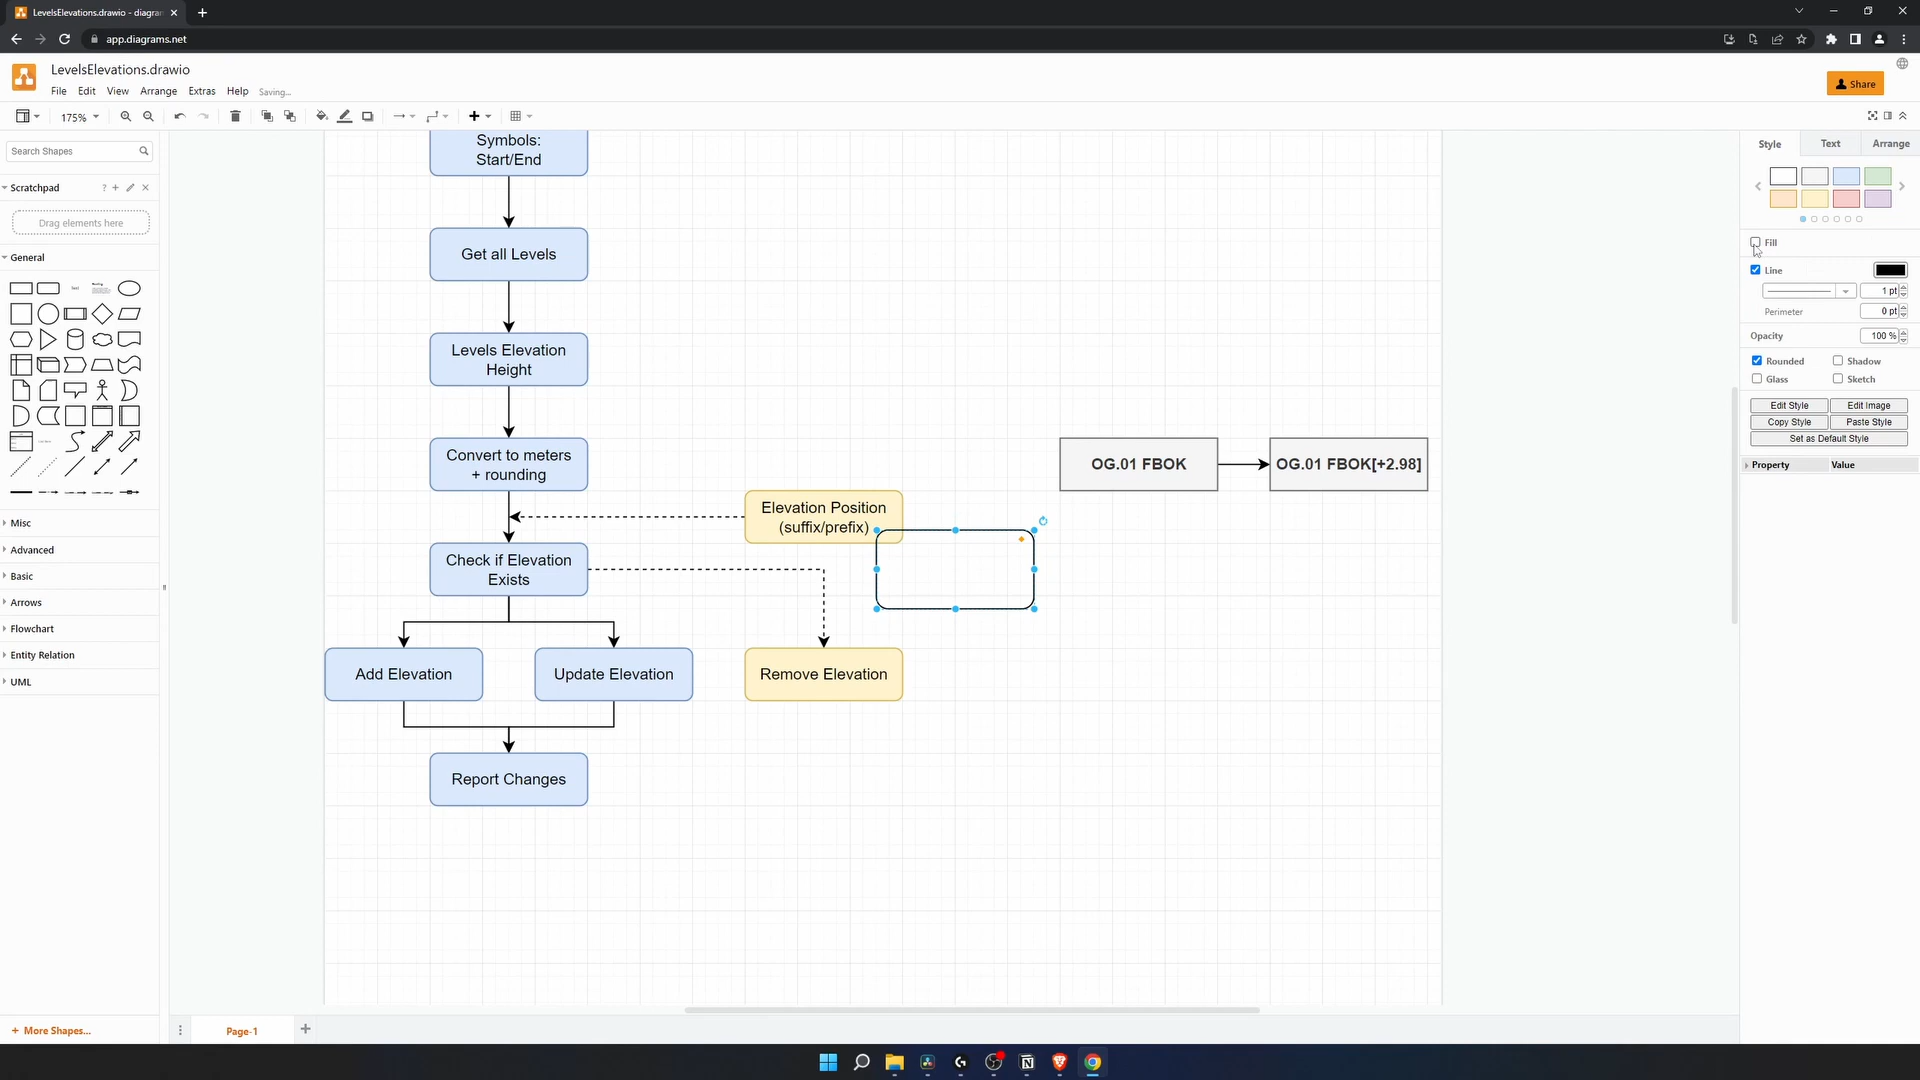 LevelsElevations.drawio - diagram
app.diagrams.net
LevelsElevations.drawio
File
Edit
View
Arrange
Extras
Help
Saving...
Share
175%
Search Shapes
Scratchpad
?
Drag elements here
General
Text
Heading
Misc
Advanced
Basic
Arrows
Flowchart
Entity Relation
UML
+ More Shapes...
Symbols:
Start/End
Get all Levels
Levels Elevation
Height
Convert to meters
+ rounding
Elevation Position
(suffix/prefix)
Check if Elevation
Exists
Add Elevation
Update Elevation
Remove Elevation
Report Changes
OG.01 FBOK
OG.01 FBOK[+2.98]
Page-1
Style
Text
Arrange
Fill
Line
1 pt
Perimeter
0 pt
Opacity
100 %
Rounded
Shadow
Glass
Sketch
Edit Style
Edit Image
Copy Style
Paste Style
Set as Default Style
Property
Value